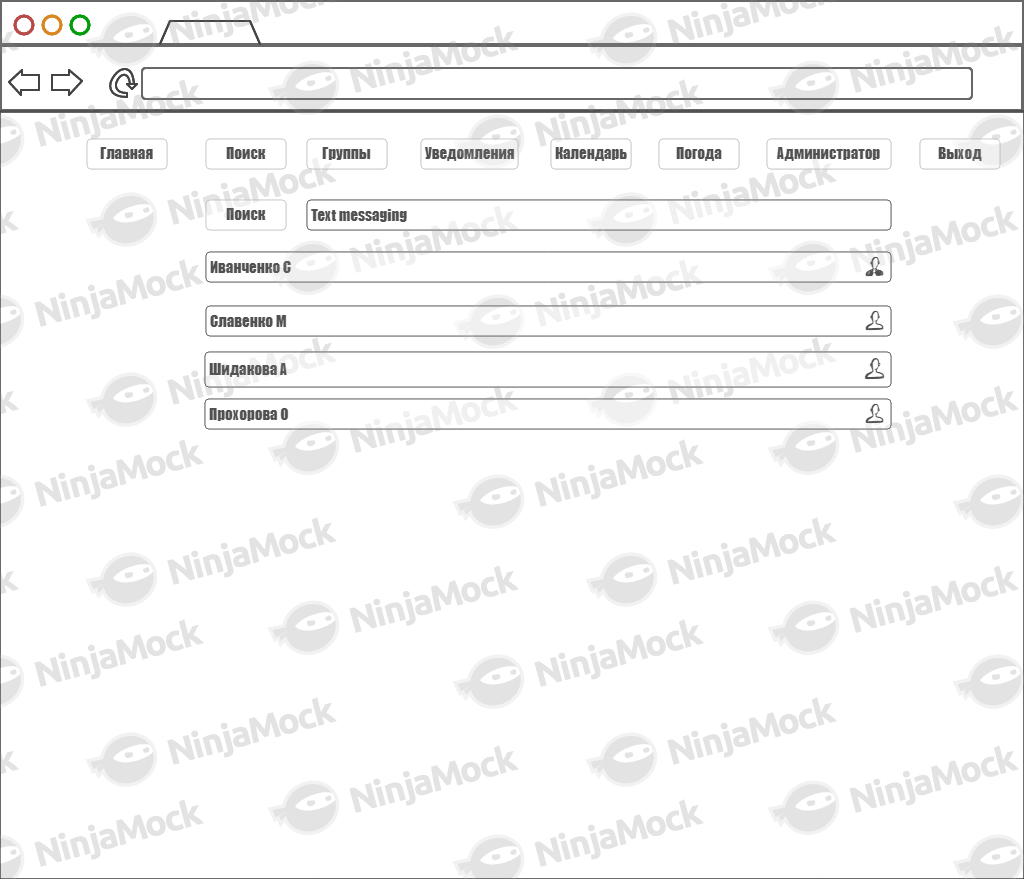 Главная Поиск Группы Уведомления Календарь Погода Администратор Выход
Поиск Text messaging
Иванченко С
Славенко М
Шидакова А
Прохорова О
NinjaMock